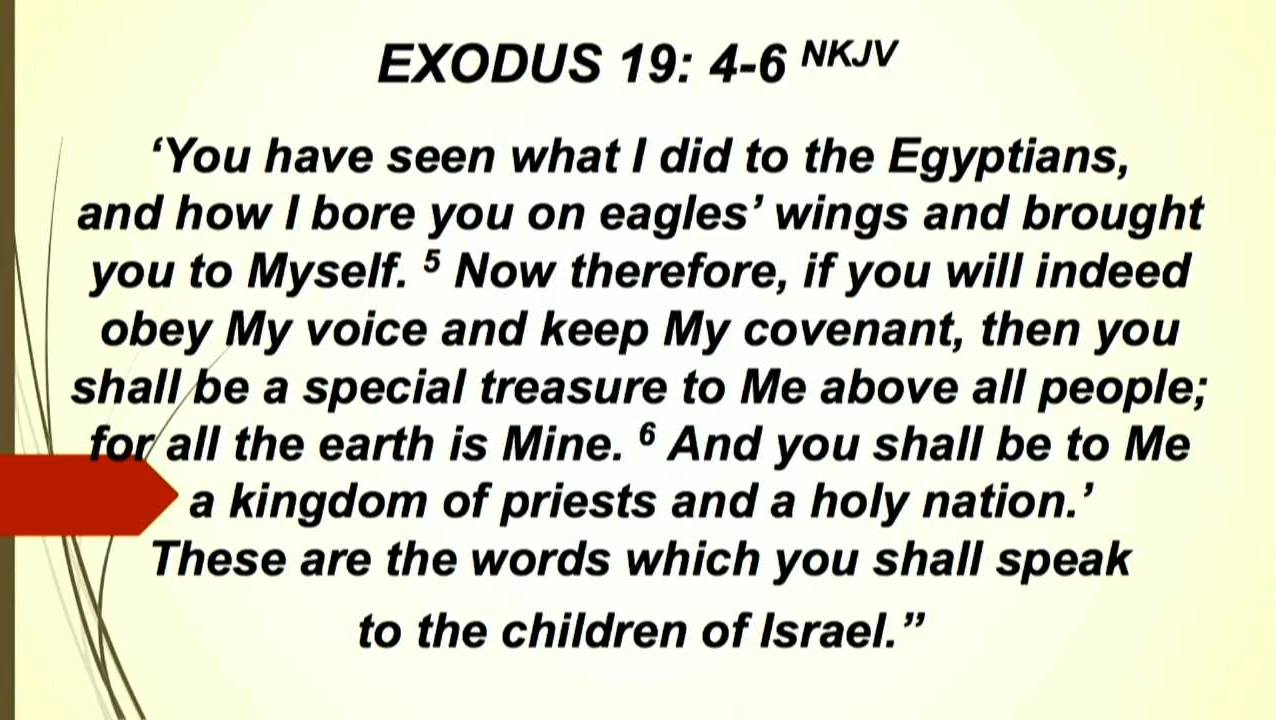 EXODUS 19: 4-6 NKJV
‘You have seen what I did to the Egyptians,
and how I bore you on eagles’ wings and brought
you to Myself. 5 Now therefore, if you will indeed
obey My voice and keep My covenant, then you
shall be a special treasure to Me above all people;
for all the earth is Mine. 6 And you shall be to Me
a kingdom of priests and a holy nation.’
These are the words which you shall speak
to the children of Israel.”